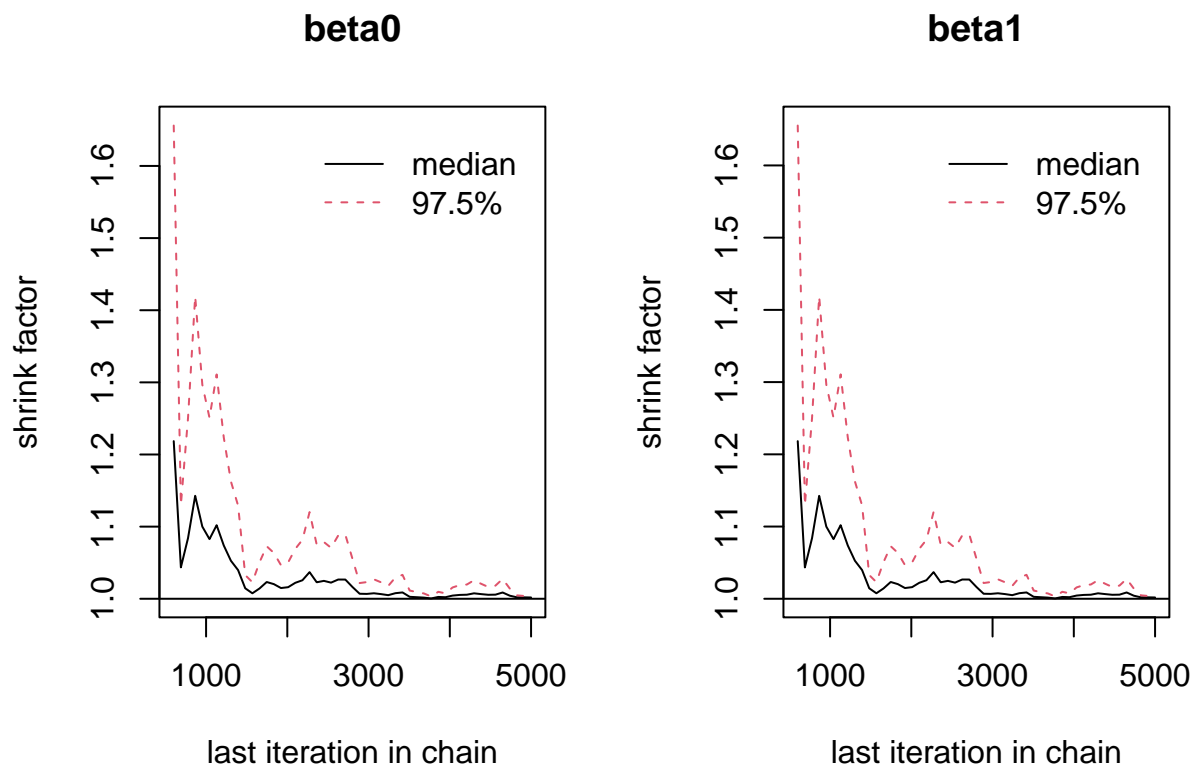 beta0
shrink factor
1.0 1.1 1.2 1.3 1.4 1.5 1.6
median
97.5%
1000 3000 5000
last iteration in chain
beta1
shrink factor
1.0 1.1 1.2 1.3 1.4 1.5 1.6
median
97.5%
1000 3000 5000
last iteration in chain